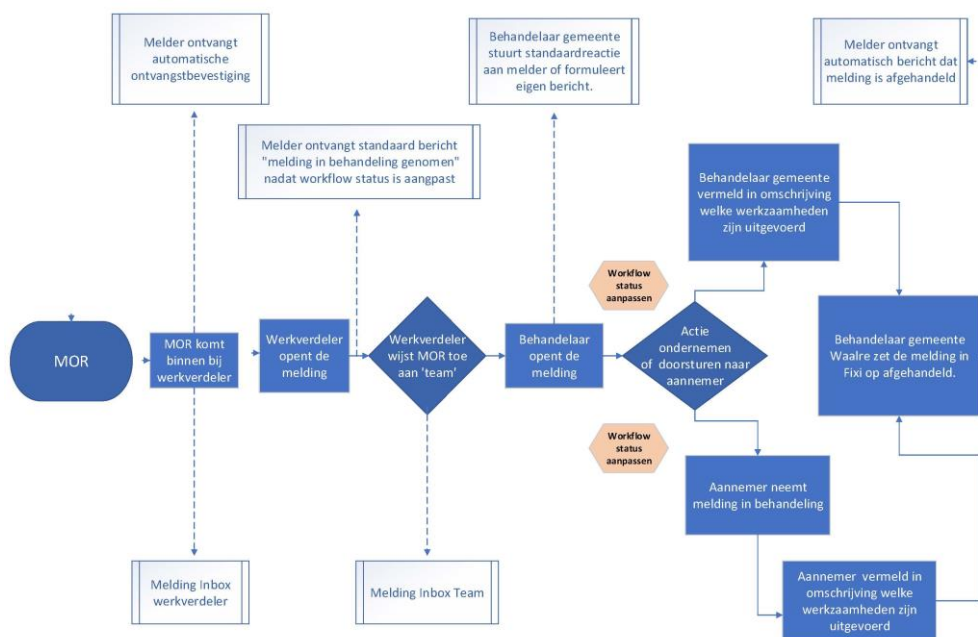 Melder ontvangt
automatische
ontvangstbevestiging
Behandelaar gemeente
stuurt standaardreactie
aan melder of formuleert
eigen bericht.
Melder ontvangt
automatisch bericht dat
melding is afgehandeld
Melder ontvangt standaard bericht
"melding in behandeling genomen"
nadat workflow status is aangpast
Behandelaar gemeente
vermeld in omschrijving
welke werkzaamheden
zijn uitgevoerd
Workflow
status
aanpassen
MOR
MOR komt
binnen bij
werkverdeler
Werkverdeler
opent de
melding
Werkverdeler
wijst MOR toe
aan 'team'
Behandelaar
opent de
melding
Actie
ondernemen
of doorsturen naar
aannemer
Behandelaar gemeente
Waalre zet de melding in
Fixi op afgehandeld.
Workflow
status
aanpassen
Aannemer neemt
melding in behandeling
Melding Inbox
werkverdeler
Melding Inbox Team
Aannemer vermeld in
omschrijving welke
werkzaamheden zijn
uitgevoerd